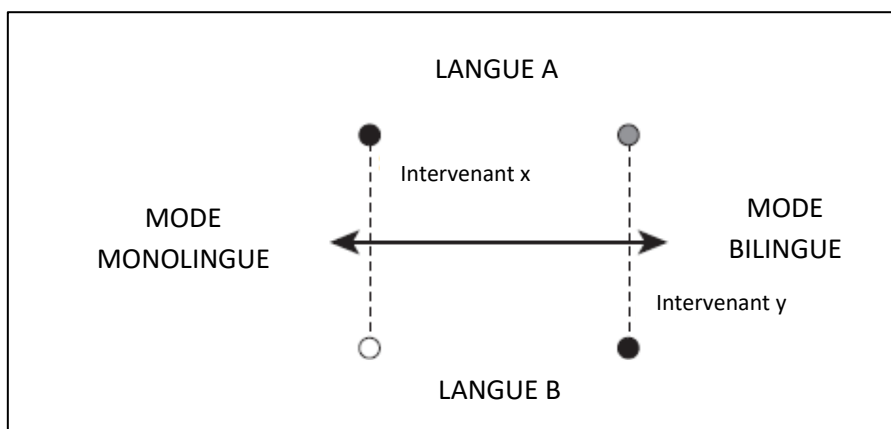 LANGUE A
Intervenant x
MODE
MONOLINGUE
MODE
BILINGUE
Intervenant y
LANGUE B